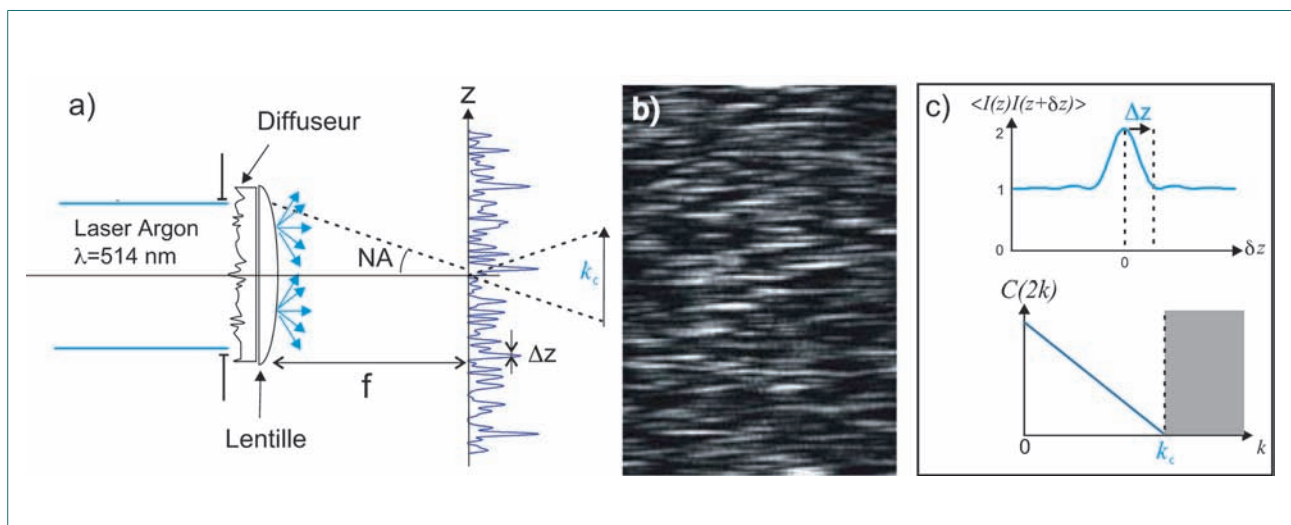 a)
Diffuseur
Laser Argon
λ=514 nm
NA
f
Lentille
z
Δz
k_c
b)
c)
<I(z)I(z+δz)>
Δz
2
1
0
0
δz
C(2k)
0
k_c
k